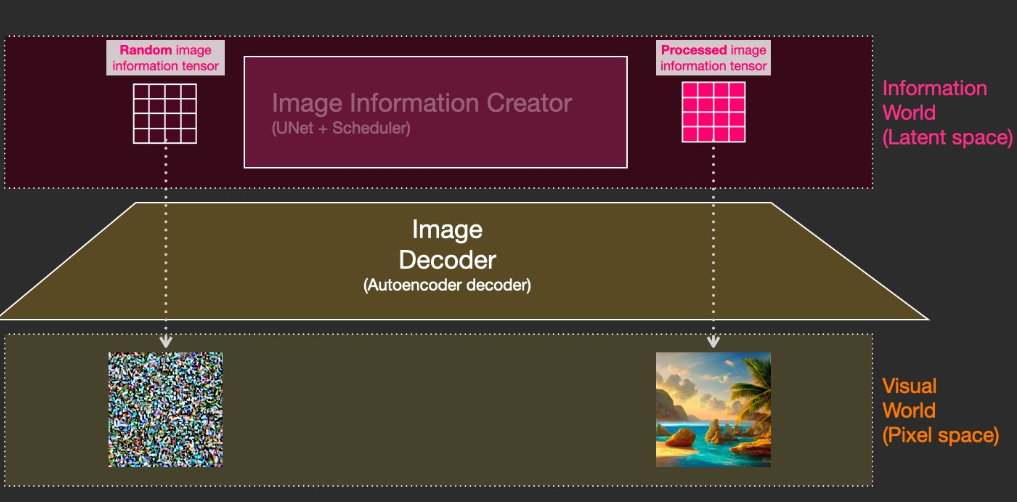 Random image
information tensor
Image Information Creator
(UNet + Scheduler)
Processed image
information tensor
Information
World
(Latent space)
Image
Decoder
(Autoencoder decoder)
Visual
World
(Pixel space)